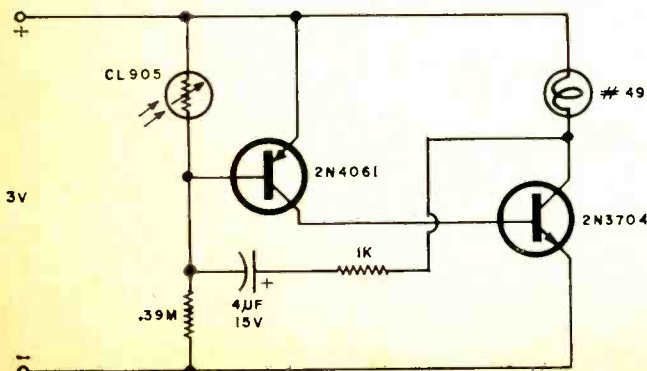 +
CL905
# 49
2N4061
3V
2N3704
1K
+
4µF
15V
.39M
-